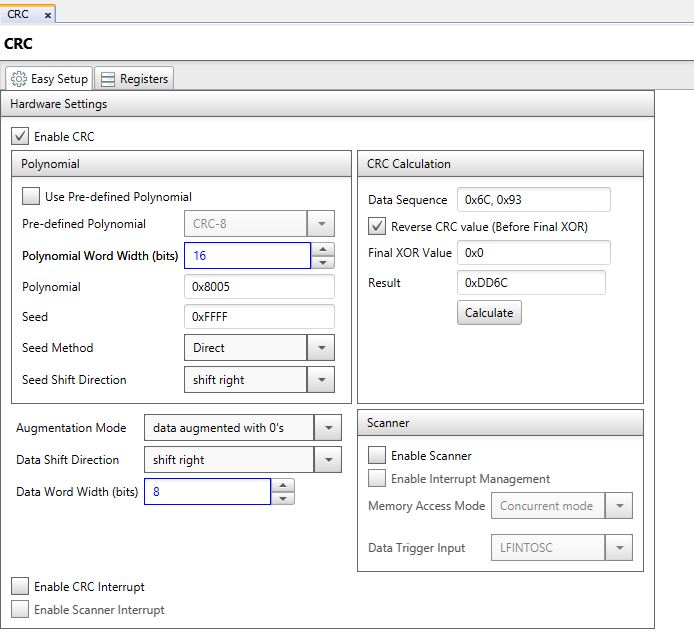 CRC x
CRC
Easy Setup Registers
Hardware Settings
Enable CRC
Polynomial
Use Pre-defined Polynomial
Pre-defined Polynomial CRC-8
Polynomial Word Width (bits) 16
Polynomial 0x8005
Seed 0xFFFF
Seed Method Direct
Seed Shift Direction shift right
CRC Calculation
Data Sequence 0x6C, 0x93
Reverse CRC value (Before Final XOR)
Final XOR Value 0x0
Result 0xDD6C
Calculate
Augmentation Mode data augmented with 0's
Data Shift Direction shift right
Data Word Width (bits) 8
Scanner
Enable Scanner
Enable Interrupt Management
Memory Access Mode Concurrent mode
Data Trigger Input LFINTOSC
Enable CRC Interrupt
Enable Scanner Interrupt